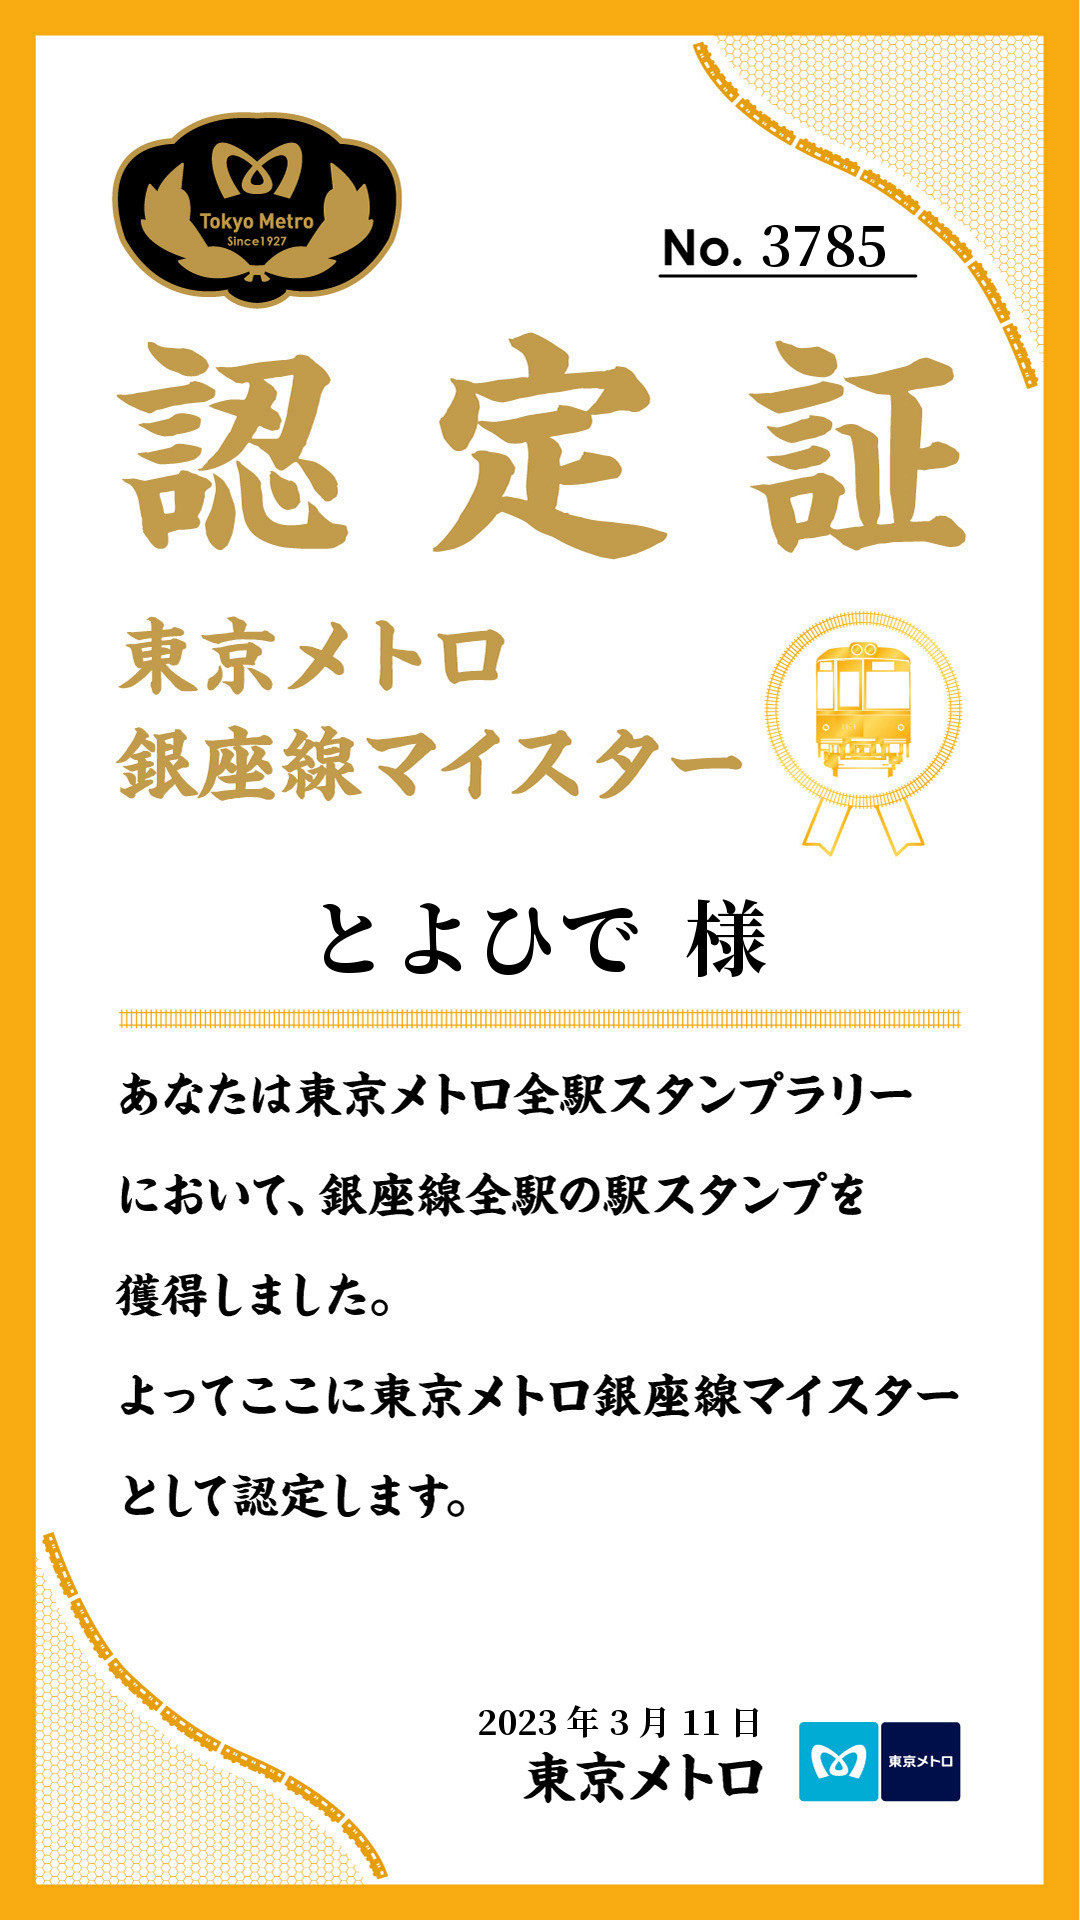 Tokyo Metro
Since1927
No. 3785
認定証
東京メトロ
銀座線マイスター
とよひで 様
あなたは東京メトロ全駅スタンプラリー
において、銀座線全駅の駅スタンプを
獲得しました。
よってここに東京メトロ銀座線マイスター
として認定します。
2023年3月11日
東京メトロ
東京メトロ